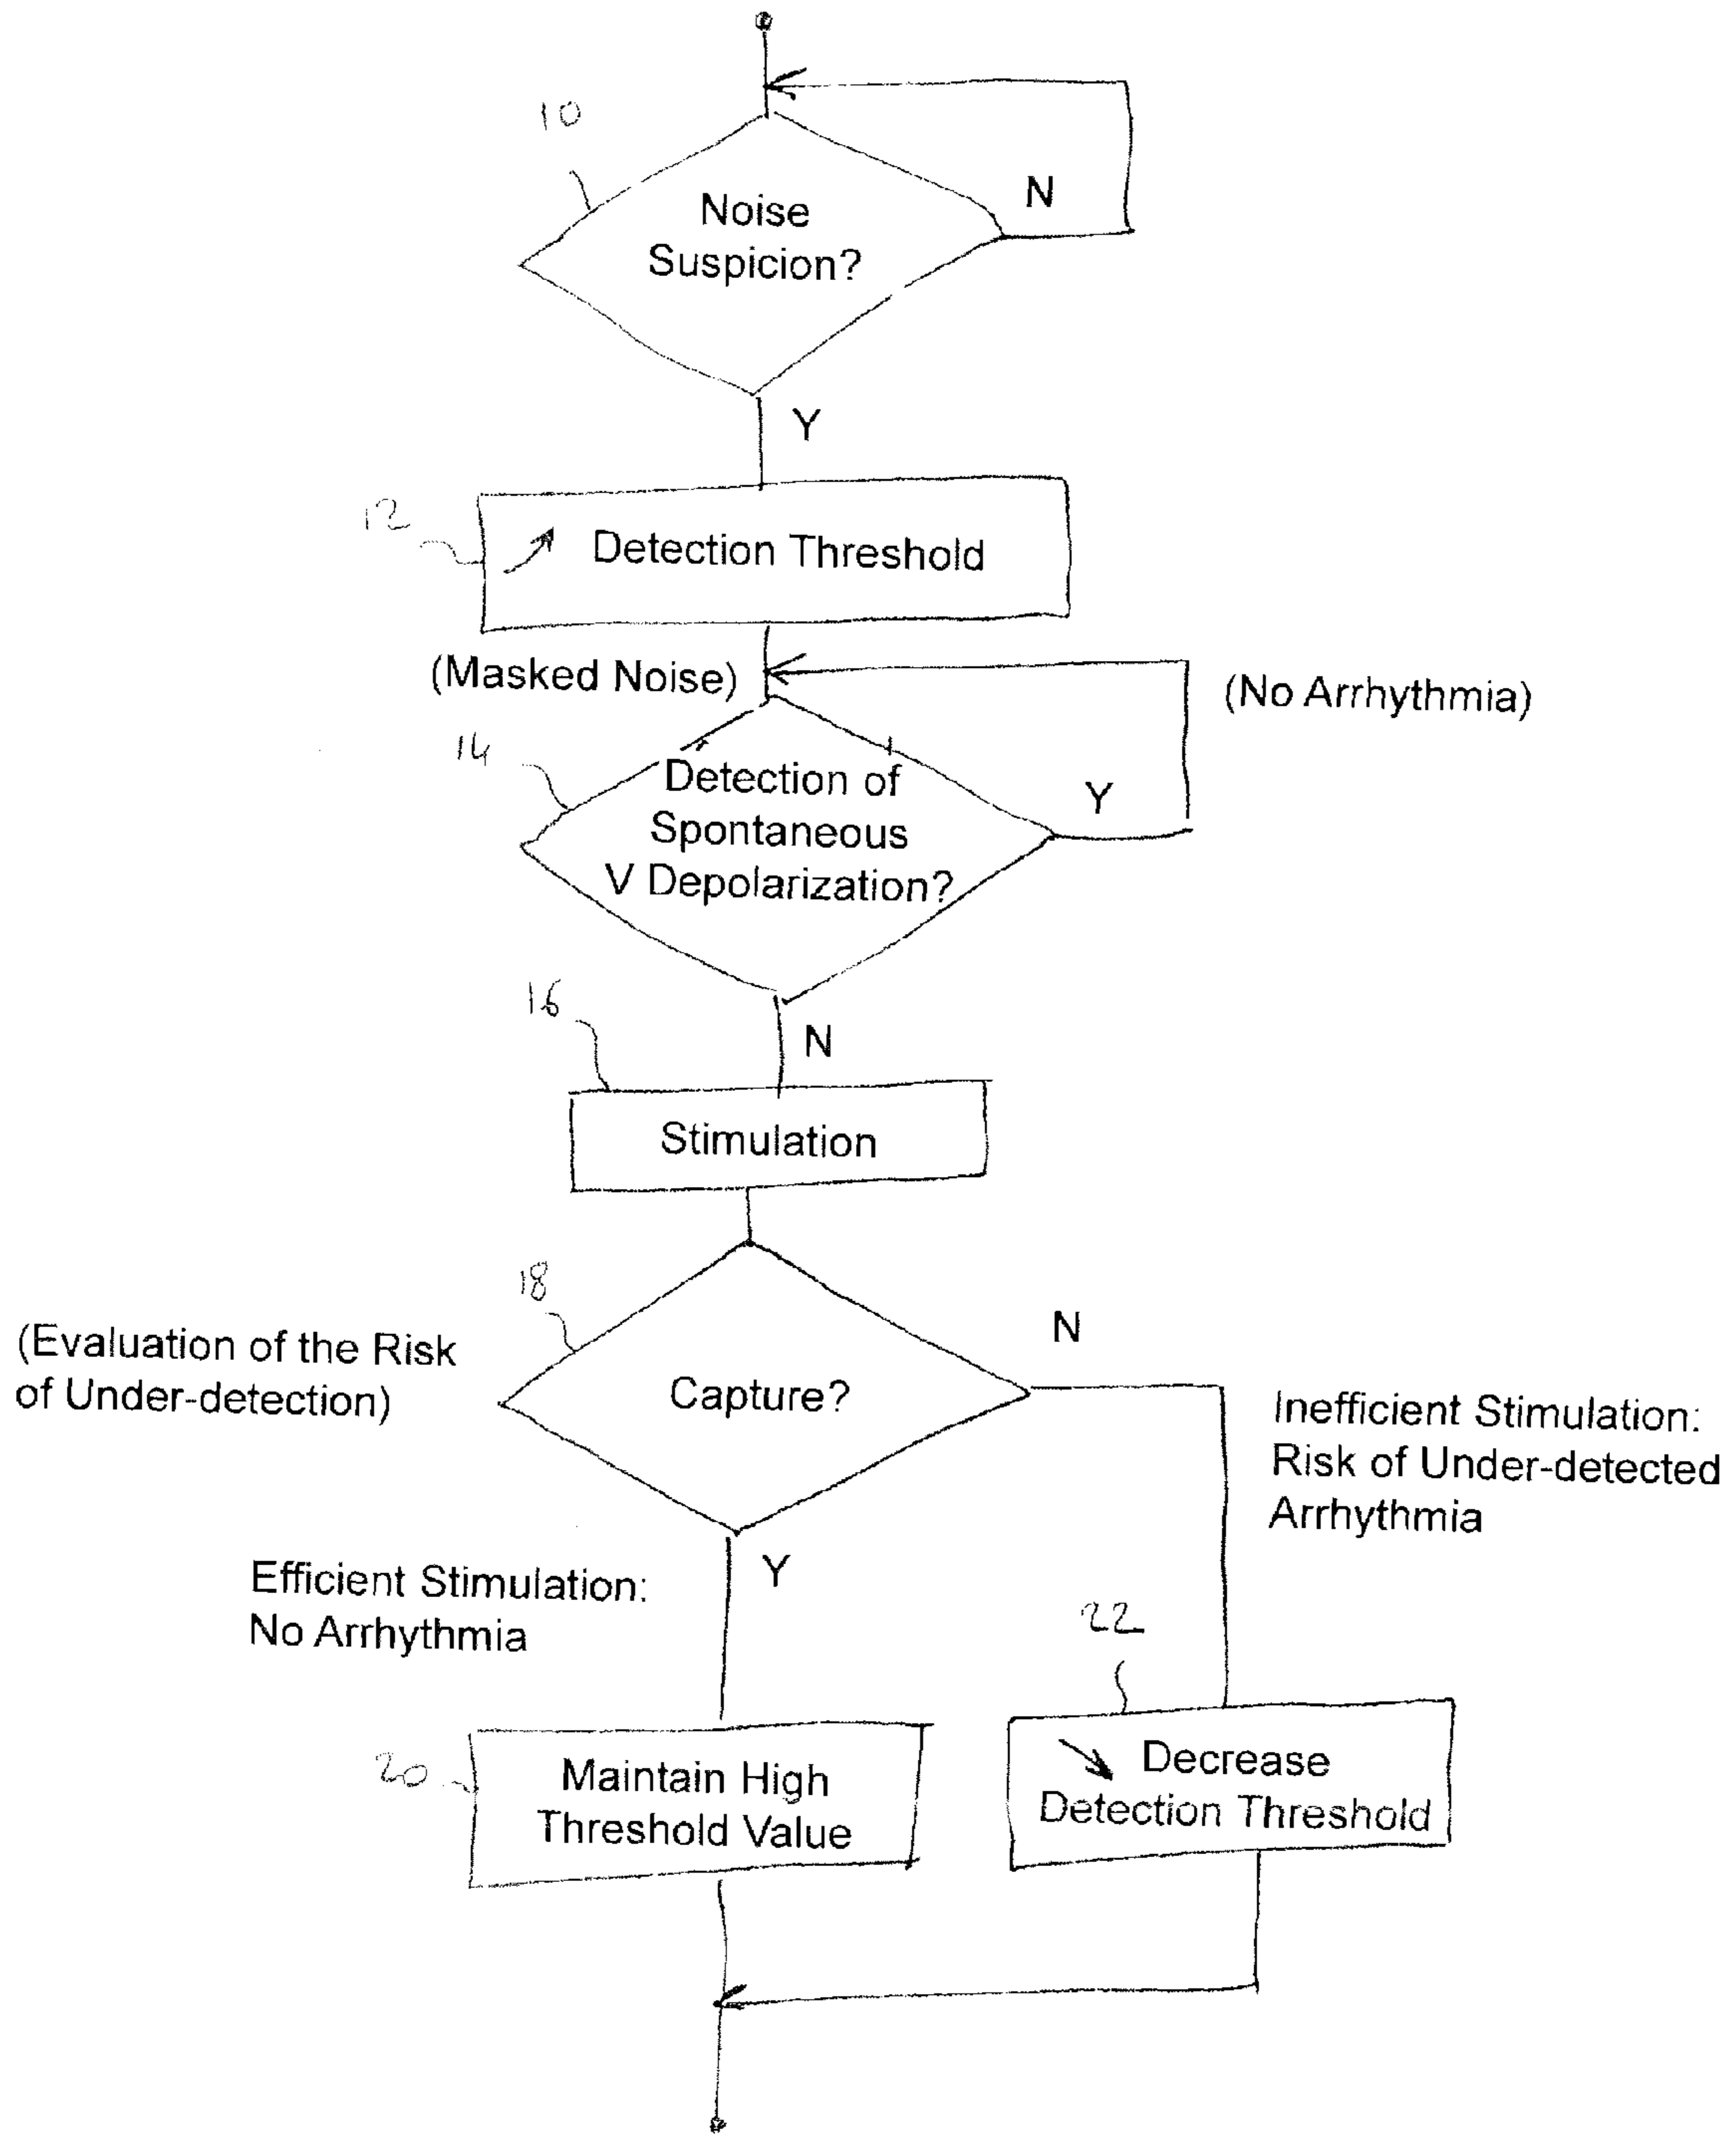 10
N
Noise
Suspicion?
Y
12
Detection Threshold
(Masked Noise)
(No Arrhythmia)
14
Detection of
Spontaneous
V Depolarization?
Y
16
N
Stimulation
18
(Evaluation of the Risk
of Under-detection)
N
Capture?
Inefficient Stimulation:
Risk of Under-detected
Arrhythmia
Y
Efficient Stimulation:
No Arrhythmia
22
20
Maintain High
Threshold Value
Decrease
Detection Threshold